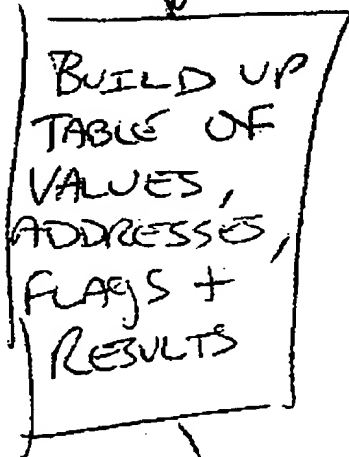 BUILD UP
TABLE OF
VALUES,
ADDRESSES,
FLAGS +
RESULTS